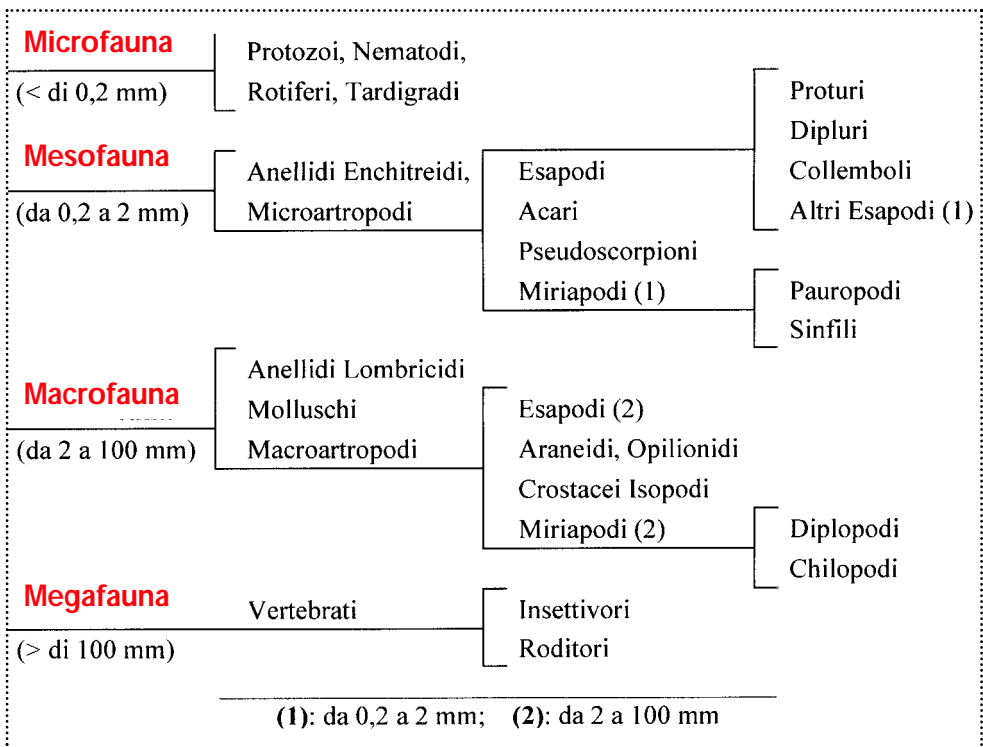 Microfauna
(< di 0,2 mm)
Protozoi, Nematodi,
Rotiferi, Tardigradi
Mesofauna
(da 0,2 a 2 mm)
Anellidi Enchitreidi,
Microartropodi
Esapodi
Acari
Pseudoscorpioni
Miriapodi (1)
Proturi
Dipluri
Collemboli
Altri Esapodi (1)
Pauropodi
Sinfili
Macrofauna
(da 2 a 100 mm)
Anellidi Lombricidi
Molluschi
Macroartropodi
Esapodi (2)
Araneidi, Opilionidi
Crostacei Isopodi
Miriapodi (2)
Diplopodi
Chilopodi
Megafauna
(> di 100 mm)
Vertebrati
Insettivori
Roditori
(1): da 0,2 a 2 mm; (2): da 2 a 100 mm